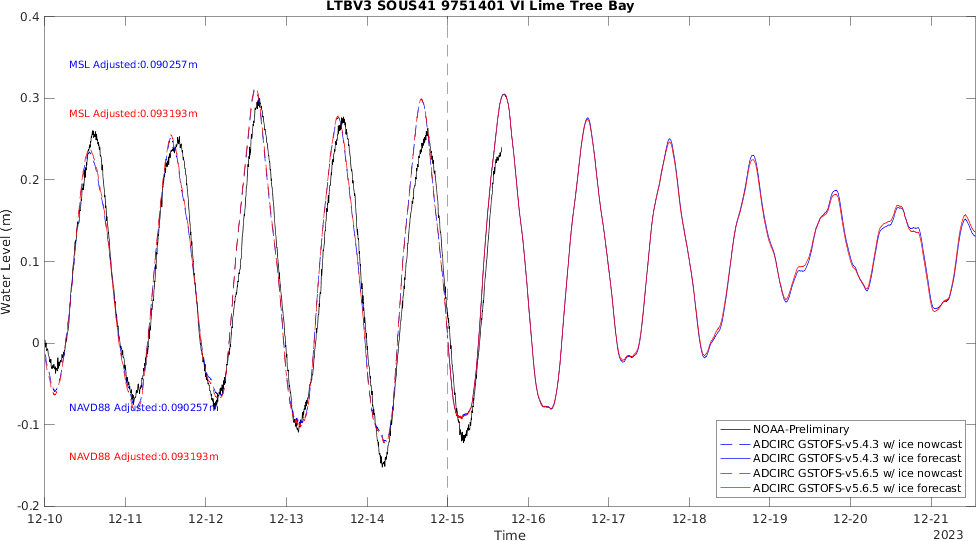 LTBV3 SOUS41 9751401 VI Lime Tree Bay
0.4
0.3
0.2
0.1
0
-0.1
-0.2
Water Level (m)
MSL Adjusted:0.090257m
MSL Adjusted:0.093193m
NAVD88 Adjusted:0.090257m
NAVD88 Adjusted:0.093193m
NOAA-Preliminary
ADCIRC GSTOFS-v5.4.3 w/ ice nowcast
ADCIRC GSTOFS-v5.4.3 w/ ice forecast
ADCIRC GSTOFS-v5.6.5 w/ ice nowcast
ADCIRC GSTOFS-v5.6.5 w/ ice forecast
12-10 12-11 12-12 12-13 12-14 12-15 12-16 12-17 12-18 12-19 12-20 12-21
Time
2023